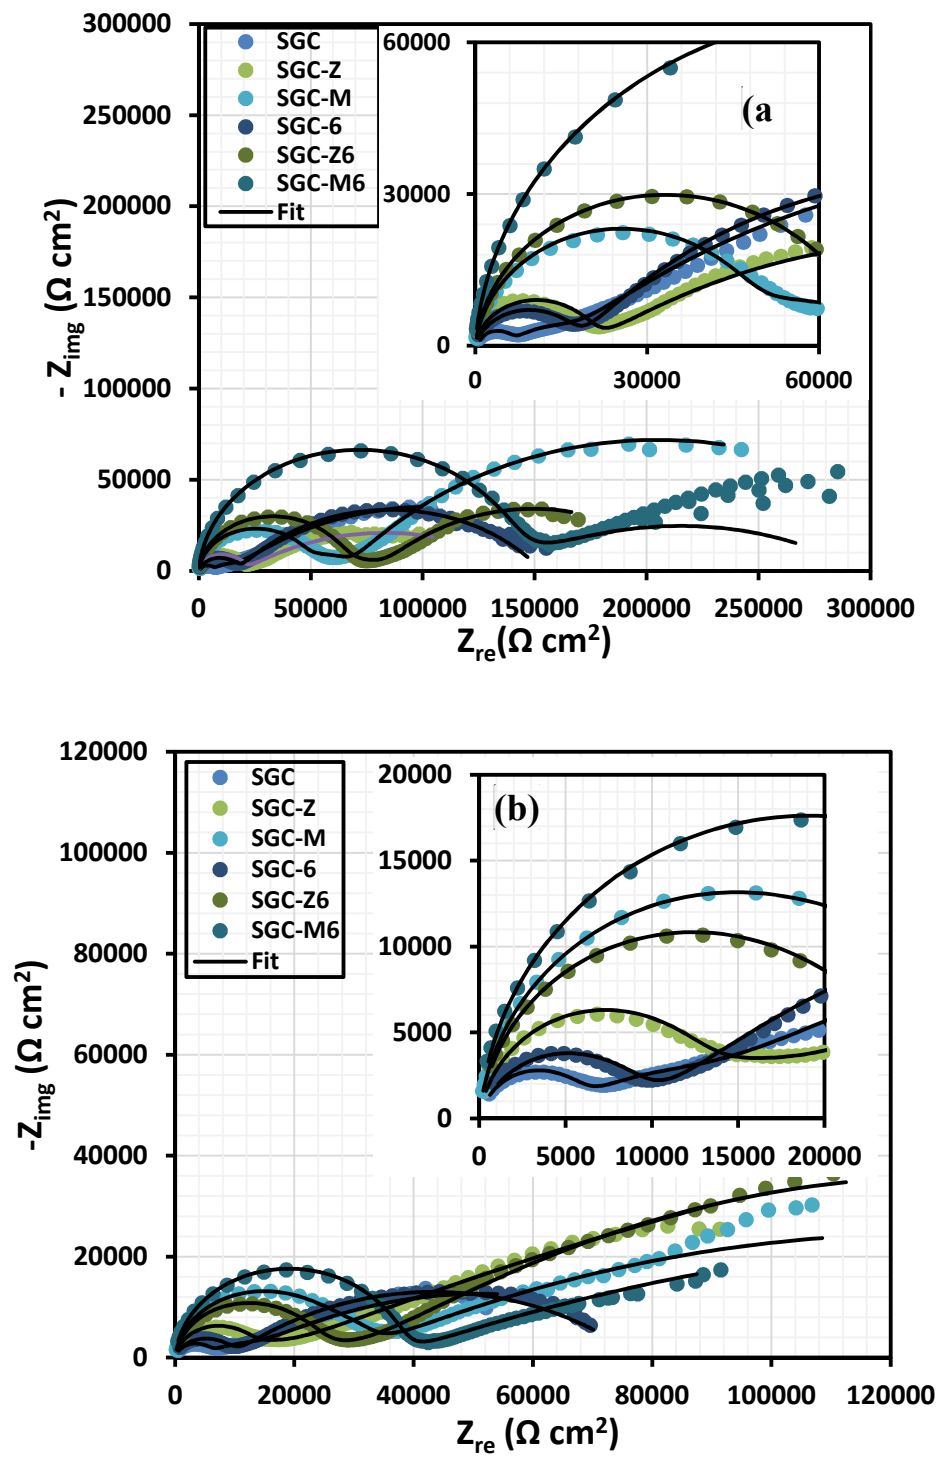 300000
250000
200000
150000
100000
50000
0
- Z_img (Ω cm²)
SGC
SGC-Z
SGC-M
SGC-6
SGC-Z6
SGC-M6
Fit
60000
30000
0
(a
0
30000
60000
0
50000
100000
150000
200000
250000
300000
Z_re(Ω cm²)
120000
100000
80000
60000
40000
20000
0
-Z_img (Ω cm²)
SGC
SGC-Z
SGC-M
SGC-6
SGC-Z6
SGC-M6
Fit
20000
15000
10000
5000
0
(b)
0
5000
10000
15000
20000
0
20000
40000
60000
80000
100000
120000
Z_re (Ω cm²)